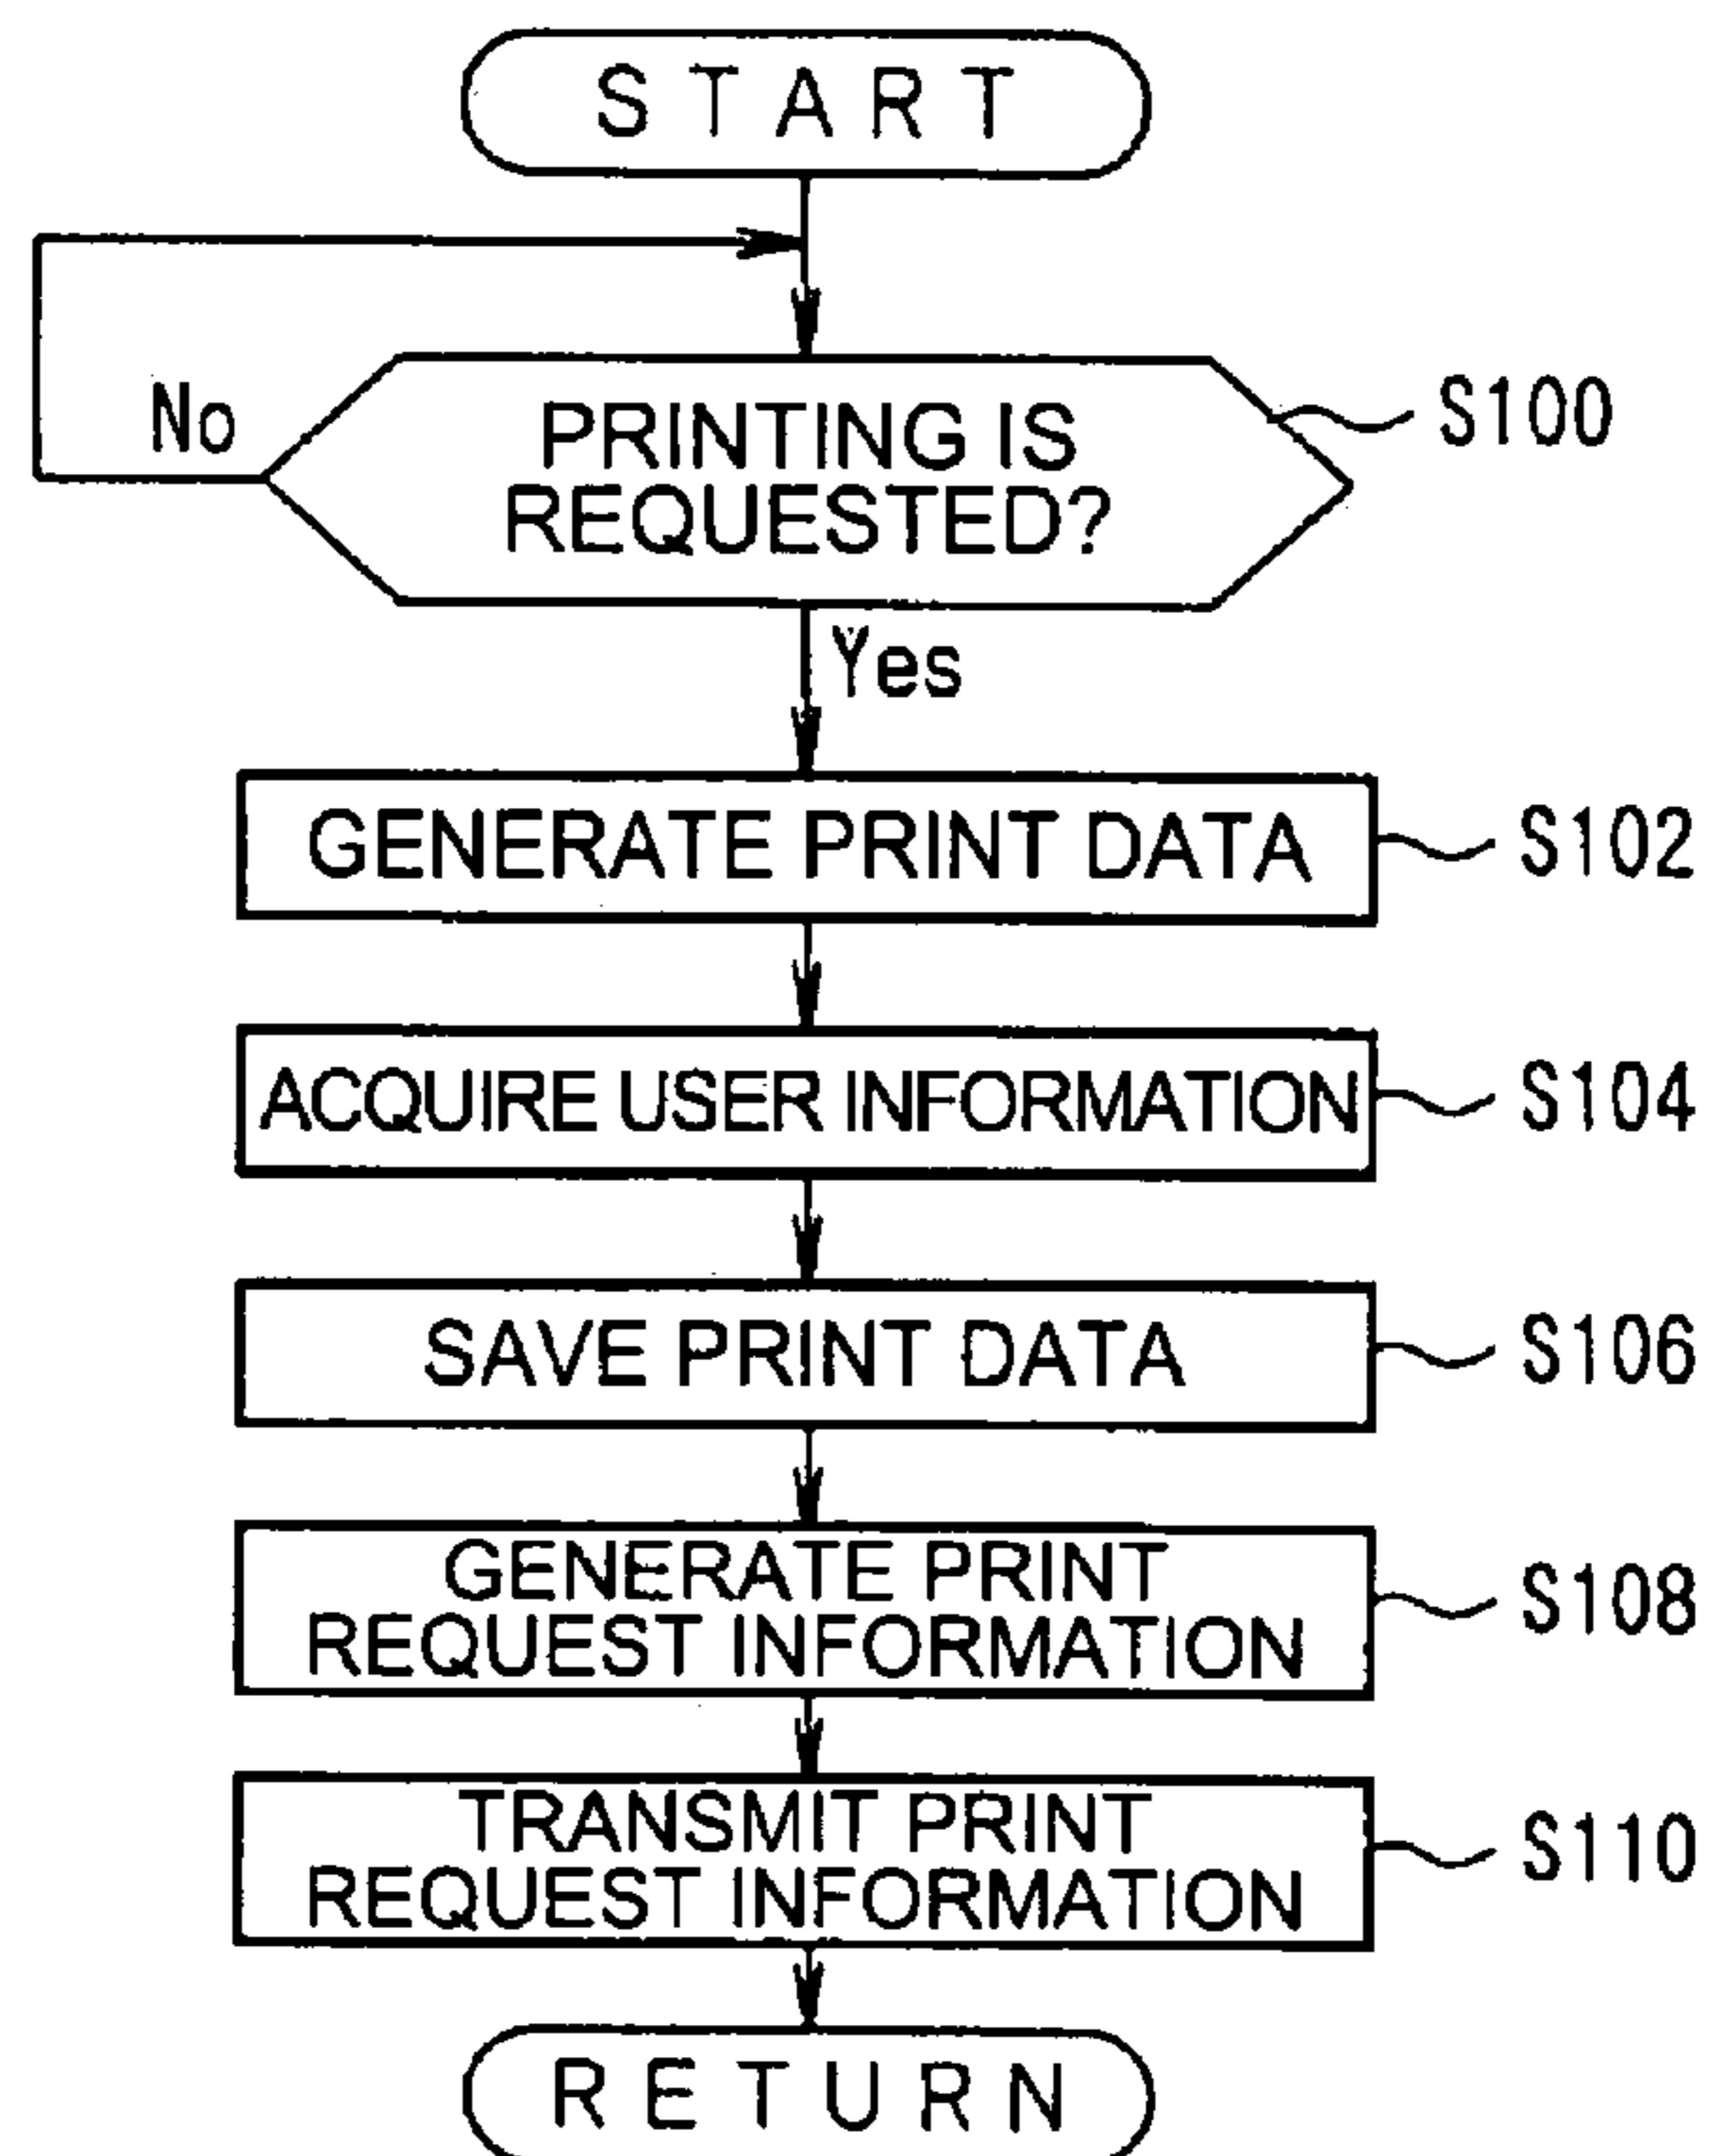 START
No
PRINTING IS
REQUESTED?
S100
Yes
GENERATE PRINT DATA
S102
ACQUIRE USER INFORMATION
S104
SAVE PRINT DATA
S106
GENERATE PRINT
REQUEST INFORMATION
S108
TRANSMIT PRINT
REQUEST INFORMATION
S110
RETURN